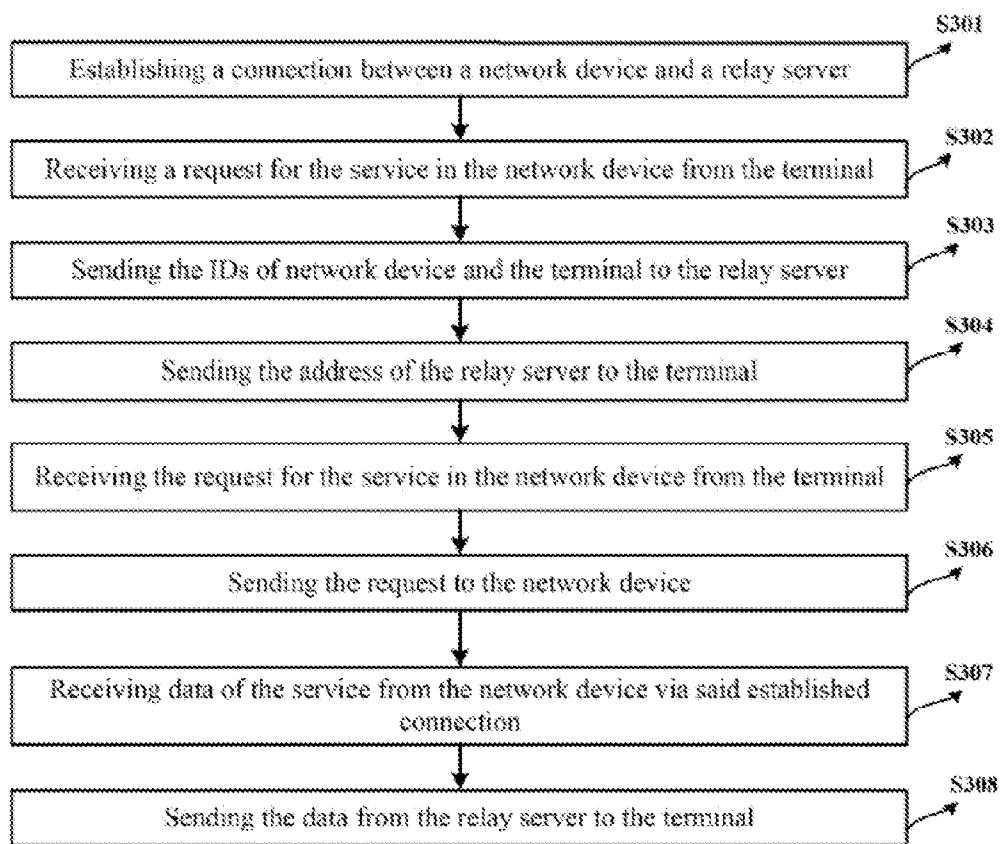 S301
Establishing a connection between a network device and a relay server
S302
Receiving a request for the service in the network device from the terminal
S303
Sending the IDs of network device and the terminal to the relay server
S304
Sending the address of the relay server to the terminal
S305
Receiving the request for the service in the network device from the terminal
S306
Sending the request to the network device
S307
Receiving data of the service from the network device via said established
connection
S308
Sending the data from the relay server to the terminal